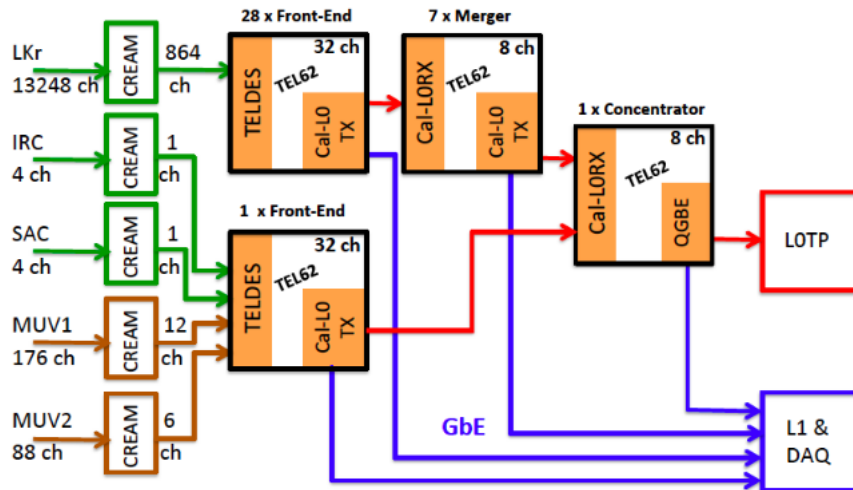 28 x Front-End
7 x Merger
LKr
13248 ch
CREAM
864
ch
TELDES
TEL62
32 ch
Cal-L0
TX
Cal-L0RX
TEL62
8 ch
Cal-L0
TX
1 x Concentrator
Cal-L0RX
TEL62
8 ch
QGBE
L0TP
IRC
4 ch
CREAM
1
ch
SAC
4 ch
CREAM
1
ch
1 x Front-End
TELDES
TEL62
32 ch
Cal-L0
TX
MUV1
176 ch
CREAM
12
ch
MUV2
88 ch
CREAM
6
ch
GbE
L1 &
DAQ